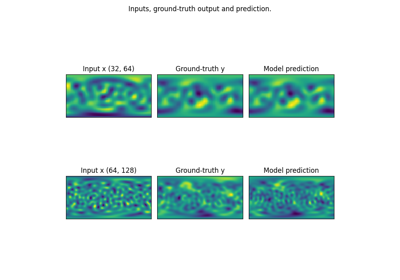 Inputs, ground-truth output and prediction.
Input x (32, 64) Ground-truth y Model prediction
Input x (64, 128) Ground-truth y Model prediction